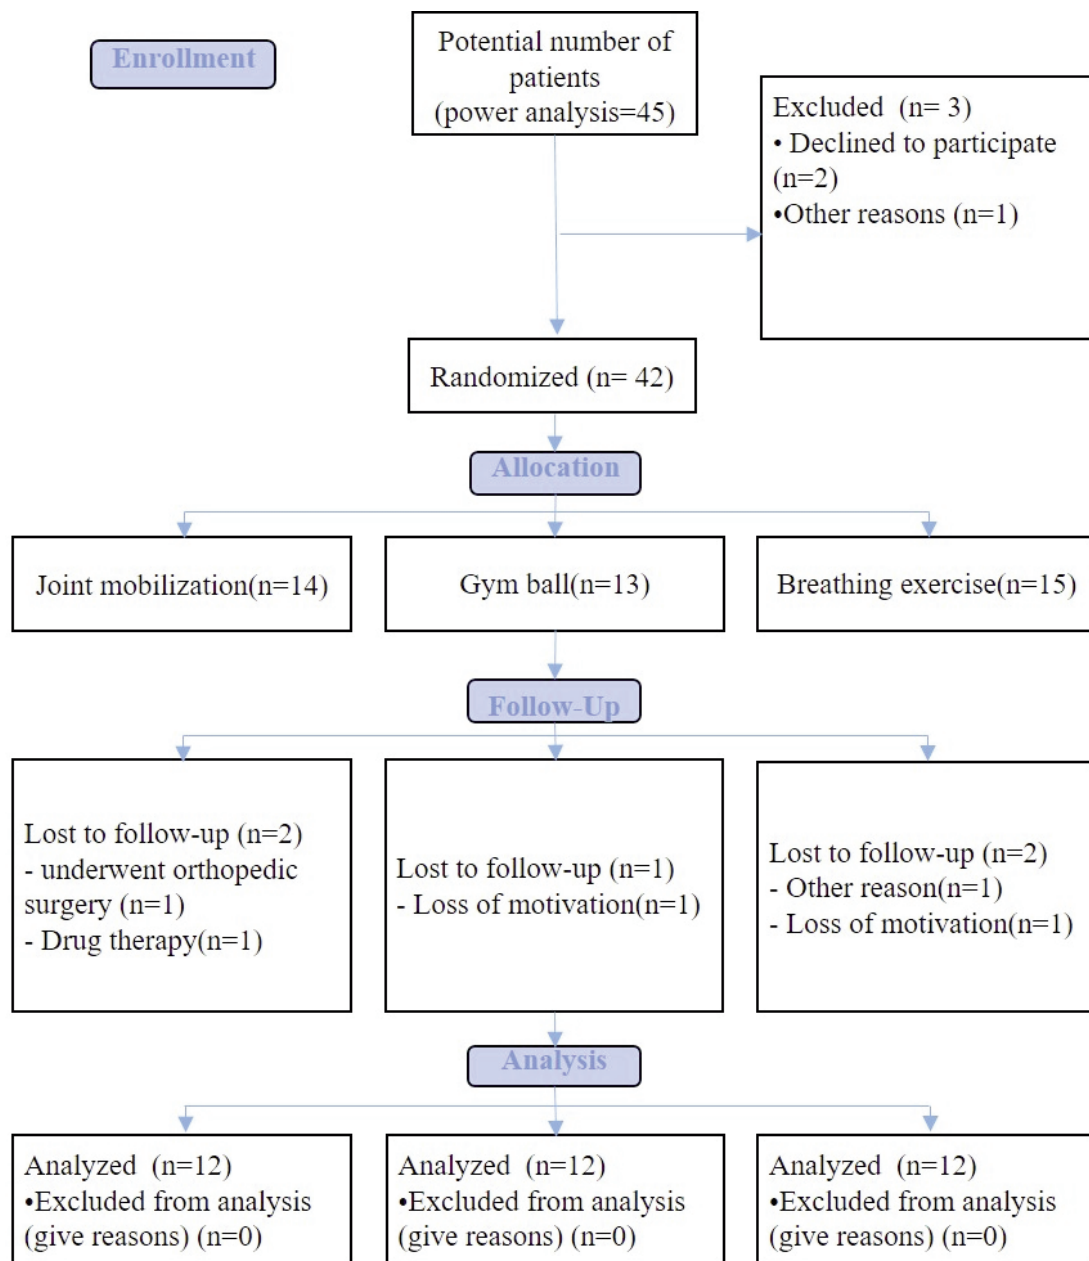 Enrollment
Potential number of
patients
(power analysis=45)
Excluded (n= 3)
• Declined to participate
(n=2)
•Other reasons (n=1)
Randomized (n= 42)
Allocation
Joint mobilization(n=14)
Gym ball(n=13)
Breathing exercise(n=15)
Follow-Up
Lost to follow-up (n=2)
- underwent orthopedic
surgery (n=1)
- Drug therapy(n=1)
Lost to follow-up (n=1)
- Loss of motivation(n=1)
Lost to follow-up (n=2)
- Other reason(n=1)
- Loss of motivation(n=1)
Analysis
Analyzed (n=12)
•Excluded from analysis
(give reasons) (n=0)
Analyzed (n=12)
•Excluded from analysis
(give reasons) (n=0)
Analyzed (n=12)
•Excluded from analysis
(give reasons) (n=0)